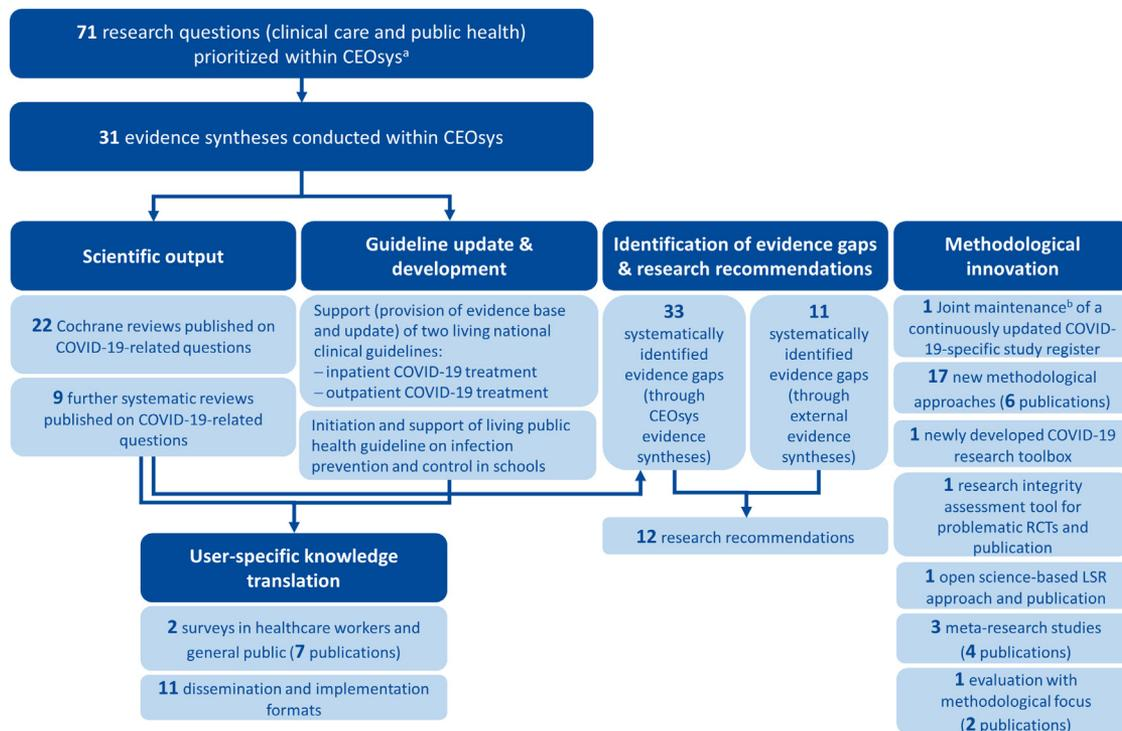 71 research questions (clinical care and public health)
prioritized within CEOsysᵃ
31 evidence syntheses conducted within CEOsys
Scientific output
22 Cochrane reviews published on
COVID-19-related questions
9 further systematic reviews
published on COVID-19-related
questions
Guideline update &
development
Support (provision of evidence base
and update) of two living national
clinical guidelines:
– inpatient COVID-19 treatment
– outpatient COVID-19 treatment
Initiation and support of living public
health guideline on infection
prevention and control in schools
User-specific knowledge
translation
2 surveys in healthcare workers and
general public (7 publications)
11 dissemination and implementation
formats
Identification of evidence gaps
& research recommendations
33
systematically
identified
evidence gaps
(through
CEOsys
evidence
syntheses)
11
systematically
identified
evidence gaps
(through
external
evidence
syntheses)
12 research recommendations
Methodological
innovation
1 Joint maintenanceᵇ of a
continuously updated COVID-
19-specific study register
17 new methodological
approaches (6 publications)
1 newly developed COVID-19
research toolbox
1 research integrity
assessment tool for
problematic RCTs and
publication
1 open science-based LSR
approach and publication
3 meta-research studies
(4 publications)
1 evaluation with
methodological focus
(2 publications)